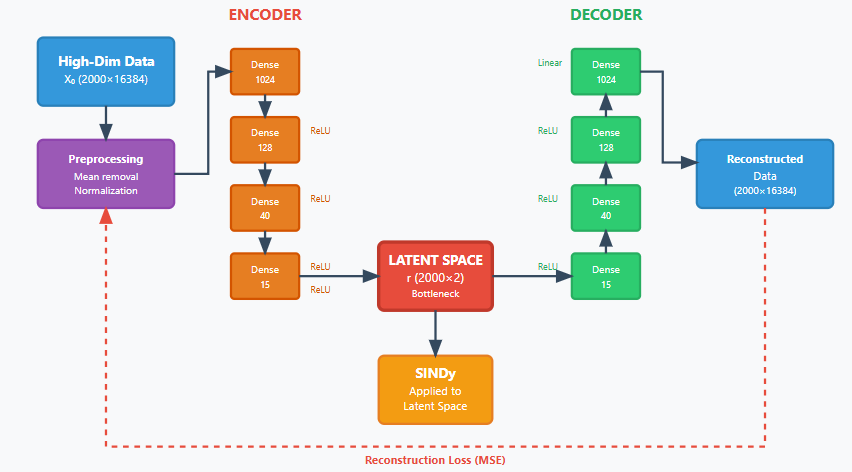 ENCODER
DECODER
High-Dim Data
X₀ (2000×16384)
Preprocessing
Mean removal
Normalization
Dense
1024
Dense
128
ReLU
Dense
40
ReLU
Dense
15
ReLU
ReLU
LATENT SPACE
r (2000×2)
Bottleneck
SINDy
Applied to
Latent Space
Linear
Dense
1024
ReLU
Dense
128
ReLU
Dense
40
ReLU
Dense
15
Reconstructed
Data
(2000×16384)
Reconstruction Loss (MSE)